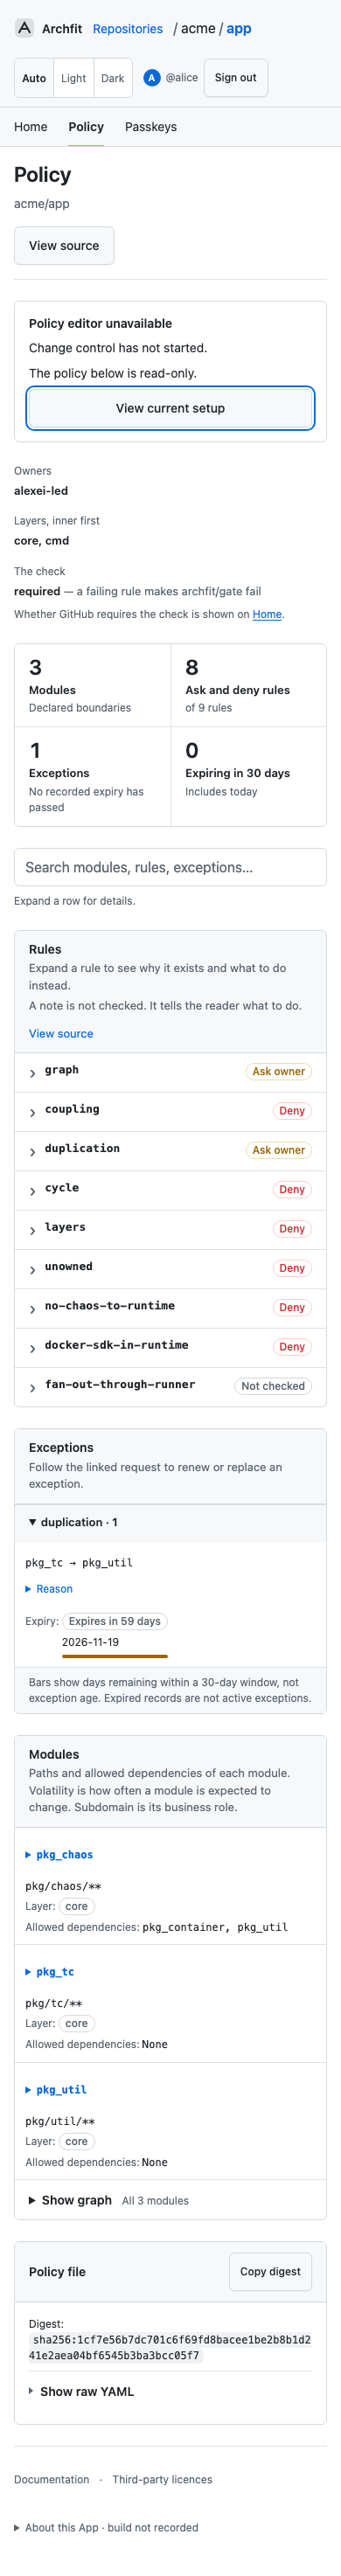 Archfit Repositories / acme / app
Auto Light Dark A @alice Sign out
Home Policy Passkeys
Policy
acme/app
View source
Policy editor unavailable
Change control has not started.
The policy below is read-only.
View current setup
Owners
alexei-led
Layers, inner first
core, cmd
The check
required — a failing rule makes archfit/gate fail
Whether GitHub requires the check is shown on Home.
3 8
Modules Ask and deny rules
Declared boundaries of 9 rules
1 0
Exceptions Expiring in 30 days
No recorded expiry has Includes today
passed
Search modules, rules, exceptions...
Expand a row for details.
Rules
Expand a rule to see why it exists and what to do
instead.
A note is not checked. It tells the reader what to do.
View source
graph Ask owner
coupling Deny
duplication Ask owner
cycle Deny
layers Deny
unowned Deny
no-chaos-to-runtime Deny
docker-sdk-in-runtime Deny
fan-out-through-runner Not checked
Exceptions
Follow the linked request to renew or replace an
exception.
duplication · 1
pkg_tc → pkg_util
Reason
Expiry: Expires in 59 days
2026-11-19
Bars show days remaining within a 30-day window, not
exception age. Expired records are not active exceptions.
Modules
Paths and allowed dependencies of each module.
Volatility is how often a module is expected to
change. Subdomain is its business role.
pkg_chaos
pkg/chaos/**
Layer: core
Allowed dependencies: pkg_container, pkg_util
pkg_tc
pkg/tc/**
Layer: core
Allowed dependencies: None
pkg_util
pkg/util/**
Layer: core
Allowed dependencies: None
Show graph All 3 modules
Policy file Copy digest
Digest:
sha256:1cf7e56b7dc701c6f69fd8bacee1be2b8b1d2
41e2aea04bf6545b3ba3bcc05f7
Show raw YAML
Documentation · Third-party licences
About this App · build not recorded